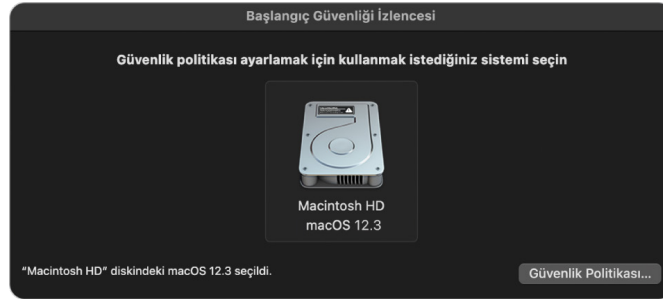 Başlangıç Güvenliği İzlencesi
Güvenlik politikası ayarlamak için kullanmak istediğiniz sistemi seçin
Macintosh HD
macOS 12.3
“Macintosh HD” diskindeki macOS 12.3 seçildi.
Güvenlik Politikası...